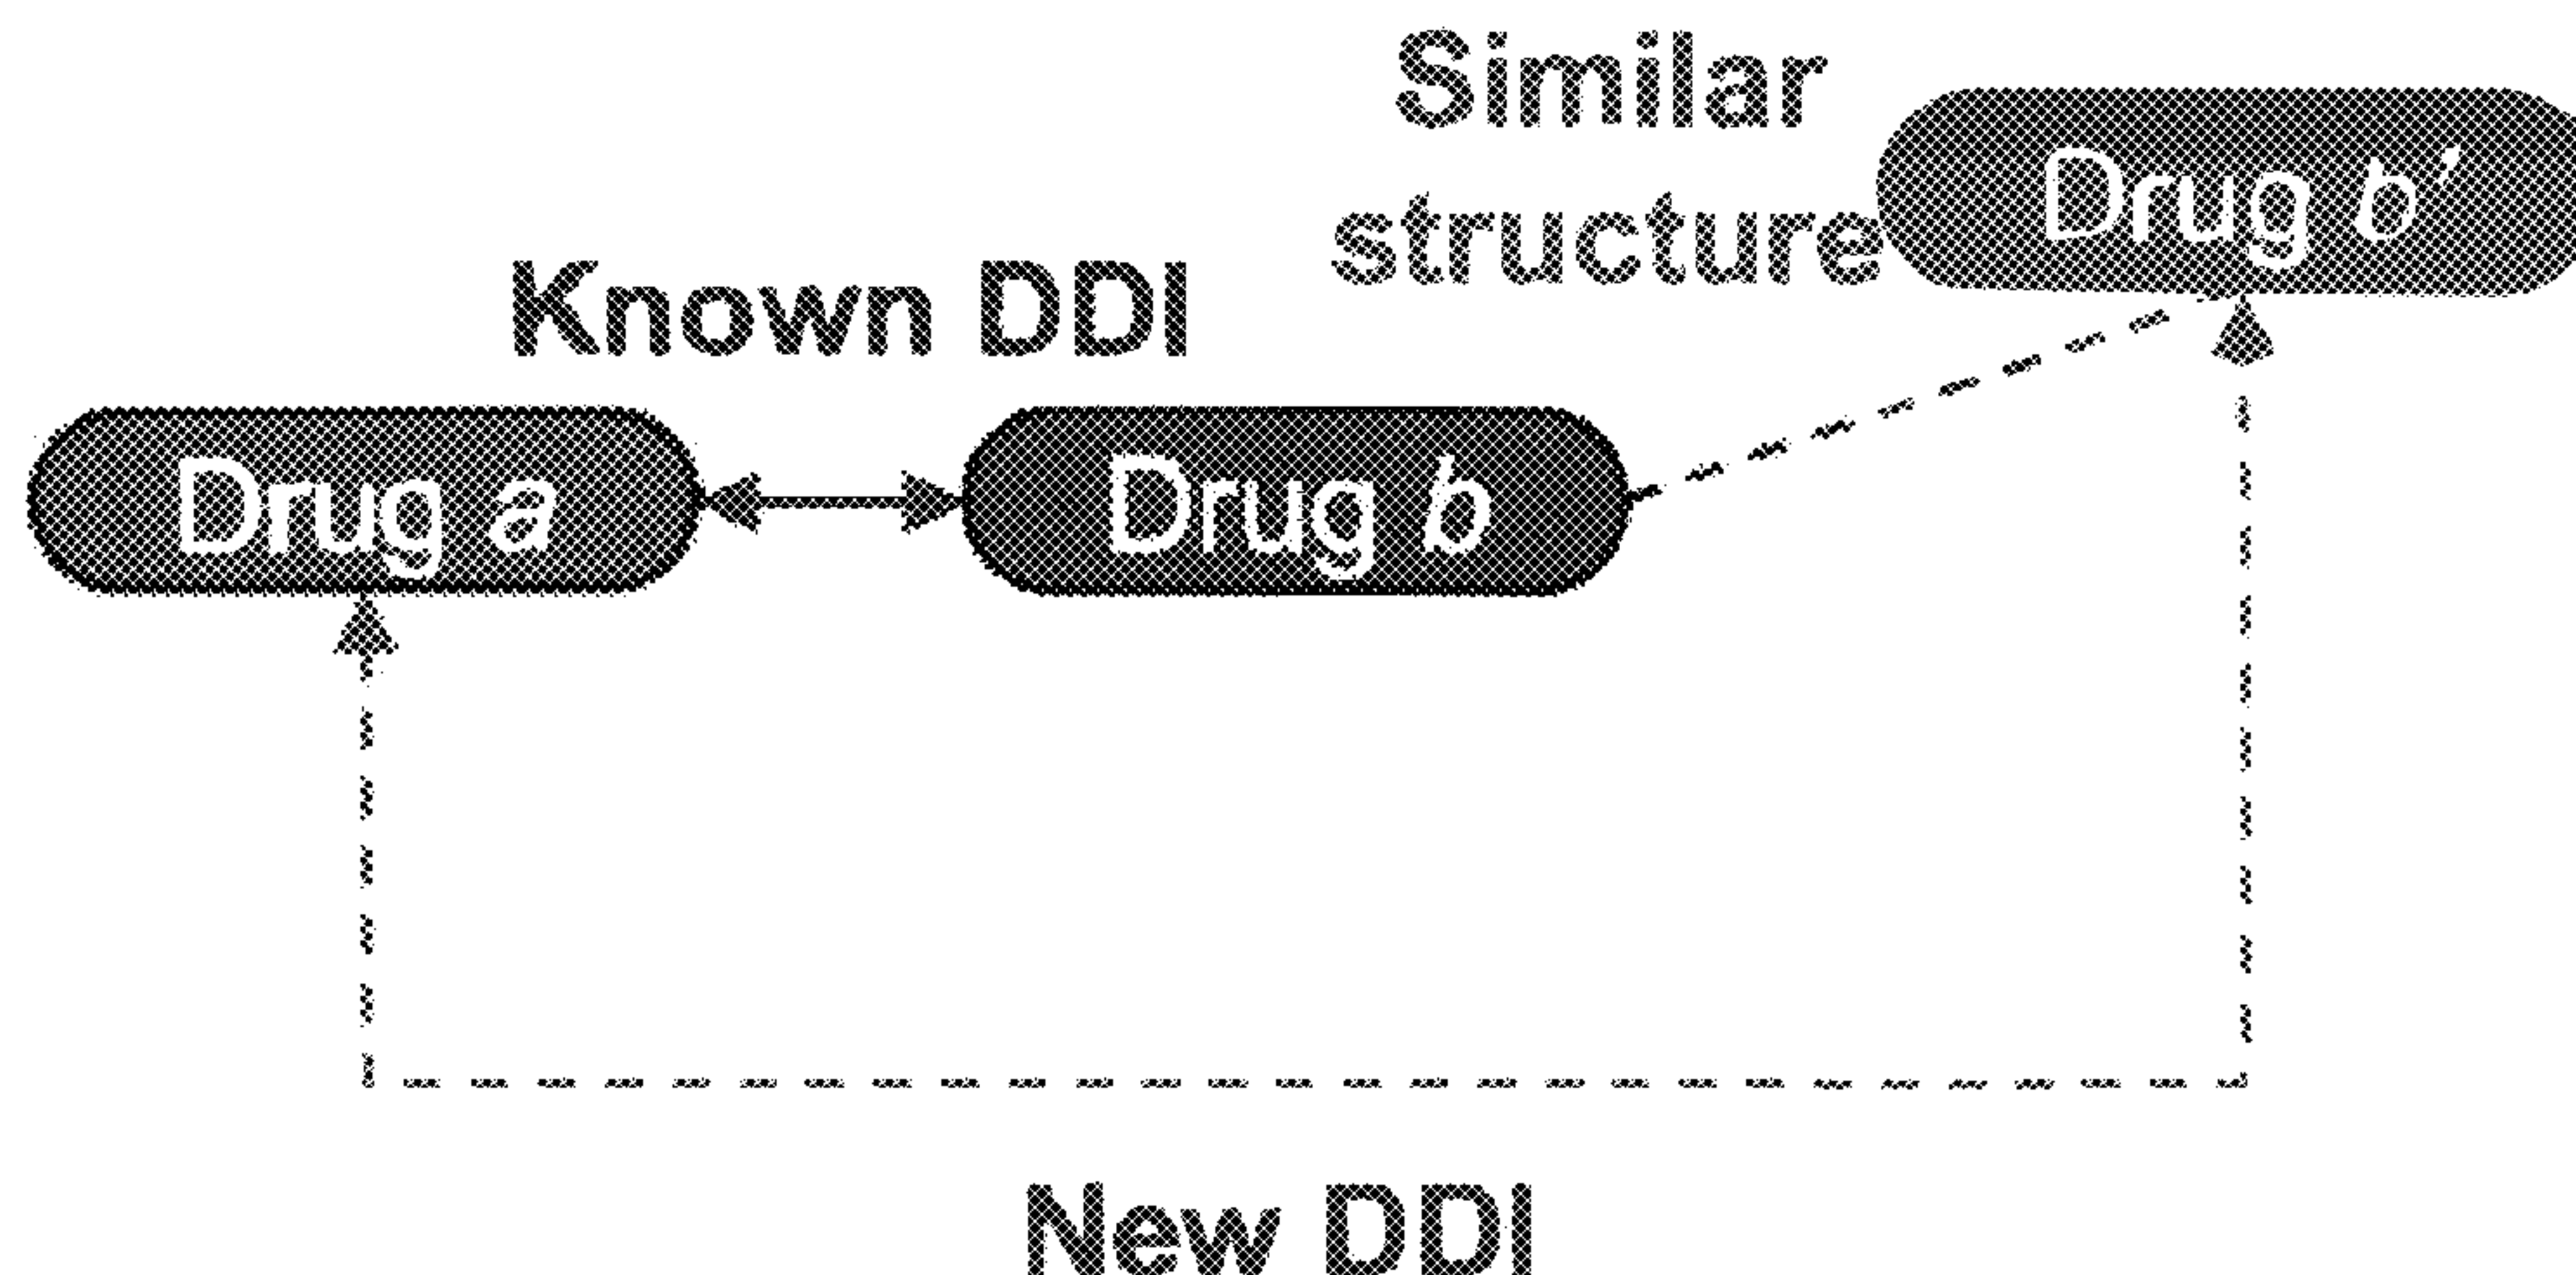 Similar
structure
Drug b'
Known DDI
Drug a
Drug b
New DDI